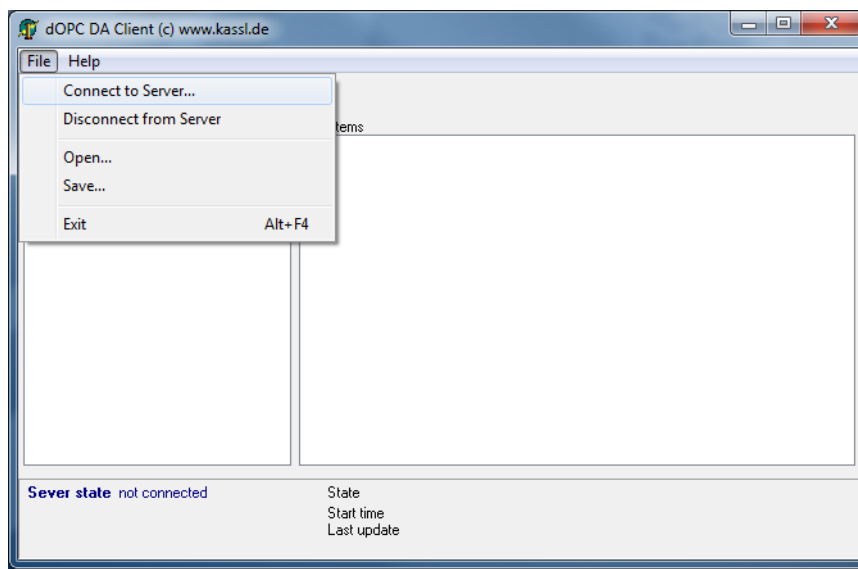 dOPC DA Client (c) www.kassl.de
File Help
Connect to Server...
Disconnect from Server
tems
Open...
Save...
Exit Alt+F4
Sever state not connected
State
Start time
Last update